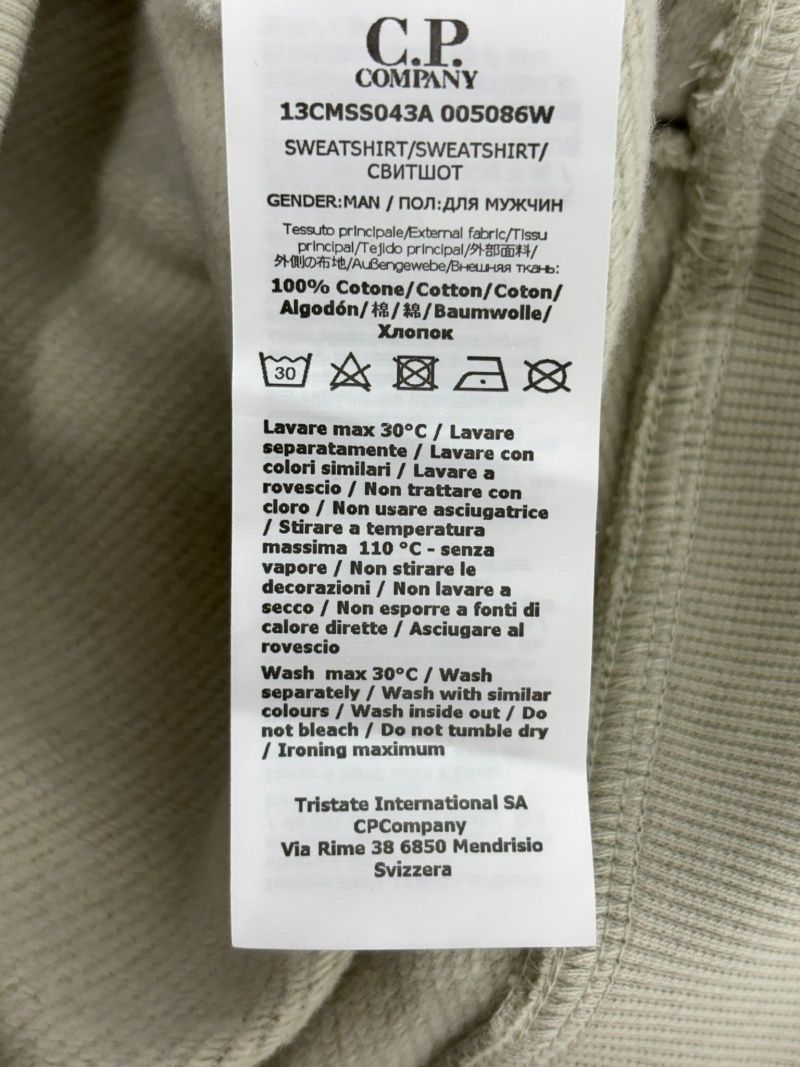 C.P.
COMPANY
13CMSS043A 005086W
SWEATSHIRT/SWEATSHIRT/
СВИТШОТ
GENDER:MAN / ПОЛ:ДЛЯ МУЖЧИН
Tessuto principale/External fabric/Tissu
principal/Tejido principal/外部面料/
外側の布地/Außengewebe/Внешняя ткань:
100% Cotone/Cotton/Coton/
Algodón/棉/綿/Baumwolle/
Хлопок
30
Lavare max 30°C / Lavare
separatamente / Lavare con
colori similari / Lavare a
rovescio / Non trattare con
cloro / Non usare asciugatrice
/ Stirare a temperatura
massima 110 °C - senza
vapore / Non stirare le
decorazioni / Non lavare a
secco / Non esporre a fonti di
calore dirette / Asciugare al
rovescio
Wash max 30°C / Wash
separately / Wash with similar
colours / Wash inside out / Do
not bleach / Do not tumble dry
/ Ironing maximum
Tristate International SA
CPCompany
Via Rime 38 6850 Mendrisio
Svizzera